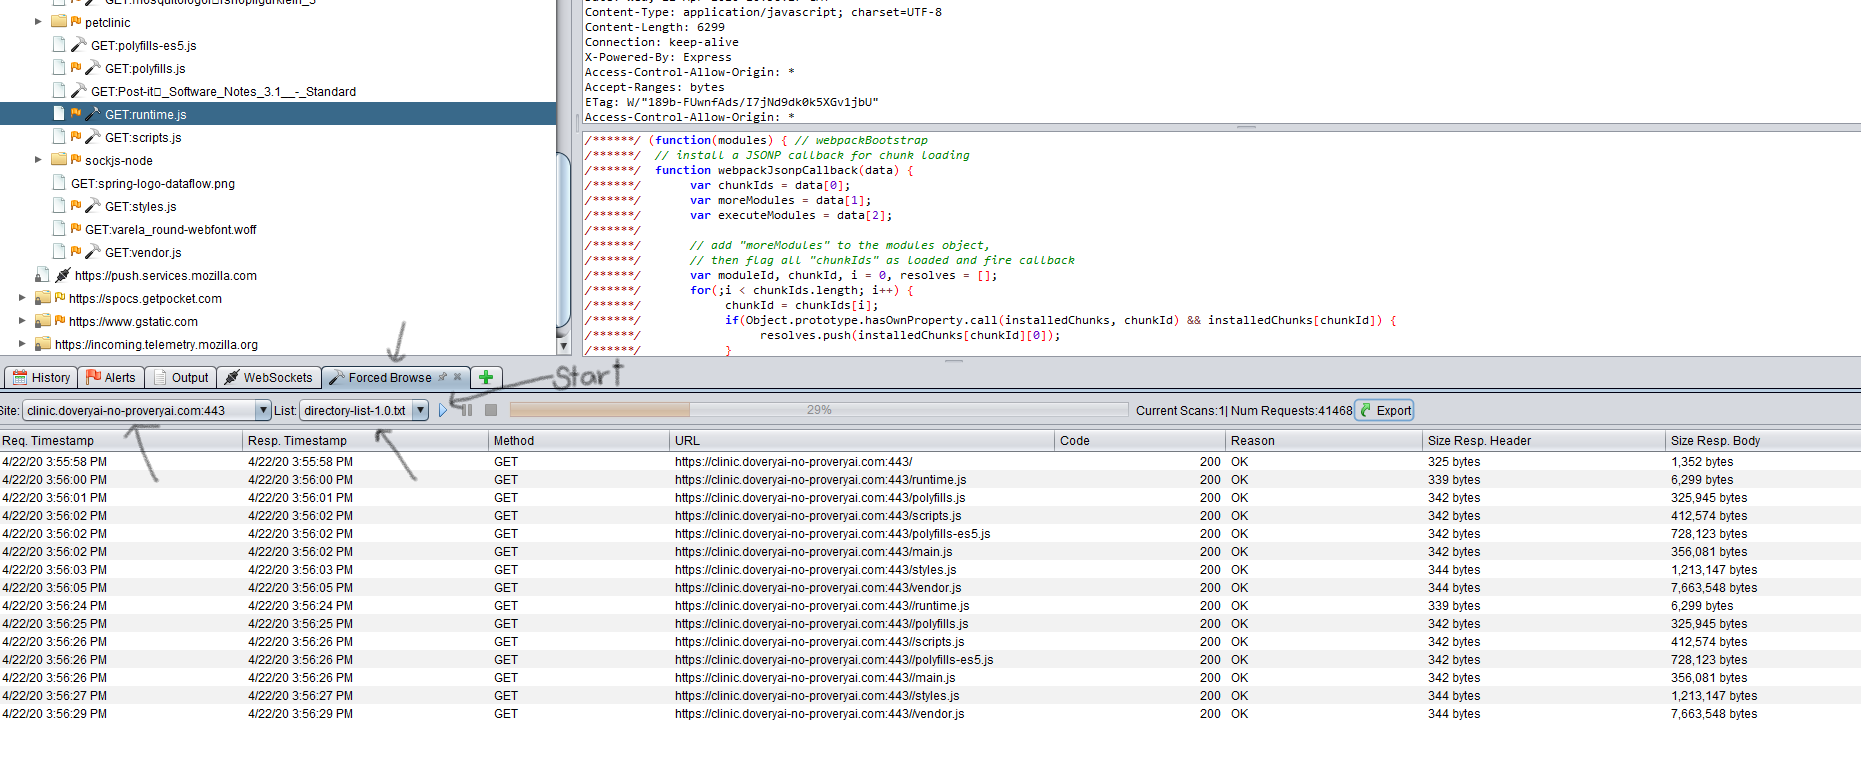 petclinic
GET:polyfills-es5.js
GET:polyfills.js
GET:Post-it□_Software_Notes_3.1__-_Standard
GET:runtime.js
GET:scripts.js
sockjs-node
GET:spring-logo-dataflow.png
GET:styles.js
GET:varela_round-webfont.woff
GET:vendor.js
https://push.services.mozilla.com
https://spocs.getpocket.com
https://www.gstatic.com
https://incoming.telemetry.mozilla.org
Content-Type: application/javascript; charset=UTF-8
Content-Length: 6299
Connection: keep-alive
X-Powered-By: Express
Access-Control-Allow-Origin: *
Accept-Ranges: bytes
ETag: W/"189b-FUwnfAds/I7jNd9dk0k5XGv1jbU"
Access-Control-Allow-Origin: *
/******/ (function(modules) { // webpackBootstrap
/******/ // install a JSONP callback for chunk loading
/******/ function webpackJsonpCallback(data) {
/******/ var chunkIds = data[0];
/******/ var moreModules = data[1];
/******/ var executeModules = data[2];
/******/
/******/ // add "moreModules" to the modules object,
/******/ // then flag all "chunkIds" as loaded and fire callback
/******/ var moduleId, chunkId, i = 0, resolves = [];
/******/ for(;i < chunkIds.length; i++) {
/******/ chunkId = chunkIds[i];
/******/ if(Object.prototype.hasOwnProperty.call(installedChunks, chunkId) && installedChunks[chunkId]) {
/******/ resolves.push(installedChunks[chunkId][0]);
/******/ }
History Alerts Output WebSockets Forced Browse Start
Site: clinic.doveryai-no-proveryai.com:443 List: directory-list-1.0.txt 29% Current Scans:1| Num Requests:41468 Export
Req. Timestamp Resp. Timestamp Method URL Code Reason Size Resp. Header Size Resp. Body
4/22/20 3:55:58 PM 4/22/20 3:55:58 PM GET https://clinic.doveryai-no-proveryai.com:443/ 200 OK 325 bytes 1,352 bytes
4/22/20 3:56:00 PM 4/22/20 3:56:00 PM GET https://clinic.doveryai-no-proveryai.com:443/runtime.js 200 OK 339 bytes 6,299 bytes
4/22/20 3:56:01 PM 4/22/20 3:56:01 PM GET https://clinic.doveryai-no-proveryai.com:443/polyfills.js 200 OK 342 bytes 325,945 bytes
4/22/20 3:56:02 PM 4/22/20 3:56:02 PM GET https://clinic.doveryai-no-proveryai.com:443/scripts.js 200 OK 342 bytes 412,574 bytes
4/22/20 3:56:02 PM 4/22/20 3:56:02 PM GET https://clinic.doveryai-no-proveryai.com:443/polyfills-es5.js 200 OK 342 bytes 728,123 bytes
4/22/20 3:56:02 PM 4/22/20 3:56:02 PM GET https://clinic.doveryai-no-proveryai.com:443/main.js 200 OK 342 bytes 356,081 bytes
4/22/20 3:56:03 PM 4/22/20 3:56:03 PM GET https://clinic.doveryai-no-proveryai.com:443/styles.js 200 OK 344 bytes 1,213,147 bytes
4/22/20 3:56:05 PM 4/22/20 3:56:05 PM GET https://clinic.doveryai-no-proveryai.com:443/vendor.js 200 OK 344 bytes 7,663,548 bytes
4/22/20 3:56:24 PM 4/22/20 3:56:24 PM GET https://clinic.doveryai-no-proveryai.com:443//runtime.js 200 OK 339 bytes 6,299 bytes
4/22/20 3:56:25 PM 4/22/20 3:56:25 PM GET https://clinic.doveryai-no-proveryai.com:443//polyfills.js 200 OK 342 bytes 325,945 bytes
4/22/20 3:56:26 PM 4/22/20 3:56:26 PM GET https://clinic.doveryai-no-proveryai.com:443//scripts.js 200 OK 342 bytes 412,574 bytes
4/22/20 3:56:26 PM 4/22/20 3:56:26 PM GET https://clinic.doveryai-no-proveryai.com:443//polyfills-es5.js 200 OK 342 bytes 728,123 bytes
4/22/20 3:56:26 PM 4/22/20 3:56:26 PM GET https://clinic.doveryai-no-proveryai.com:443//main.js 200 OK 342 bytes 356,081 bytes
4/22/20 3:56:27 PM 4/22/20 3:56:27 PM GET https://clinic.doveryai-no-proveryai.com:443//styles.js 200 OK 344 bytes 1,213,147 bytes
4/22/20 3:56:29 PM 4/22/20 3:56:29 PM GET https://clinic.doveryai-no-proveryai.com:443//vendor.js 200 OK 344 bytes 7,663,548 bytes